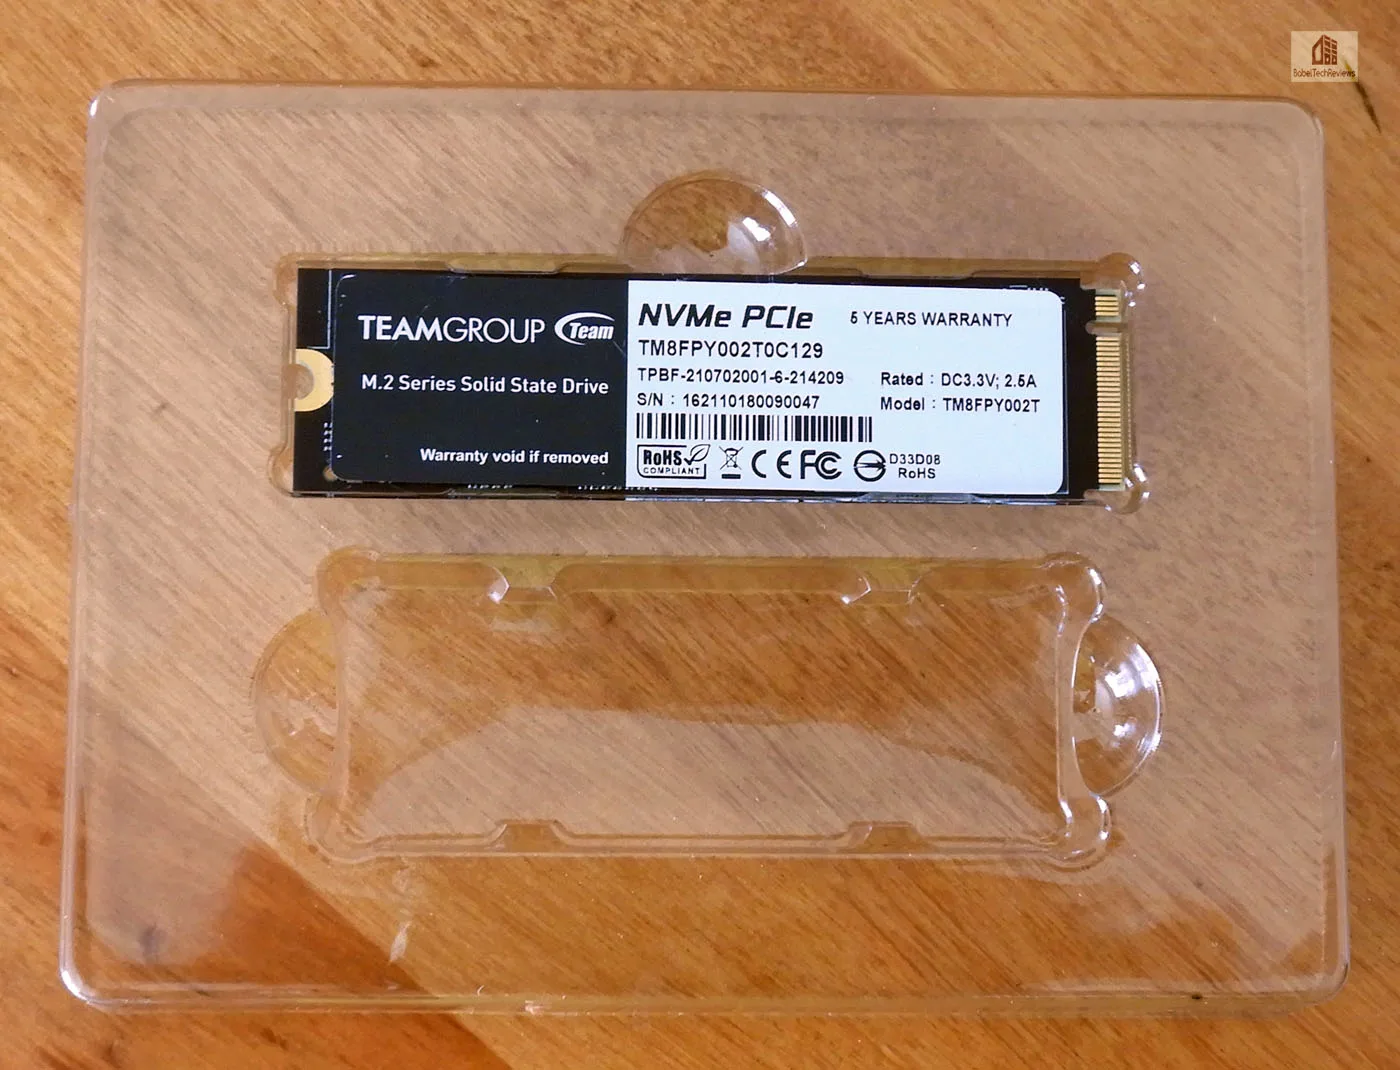 BabelTechReviews
TEAMGROUP Team
M.2 Series Solid State Drive
Warranty void if removed
NVMe PCIe 5 YEARS WARRANTY
TM8FPY002T0C129
TPBF-210702001-6-214209
Rated : DC3.3V; 2.5A
S/N : 162110180090047
Model : TM8FPY002T
RoHS
COMPLIANT
CE FC
D33D08
RoHS